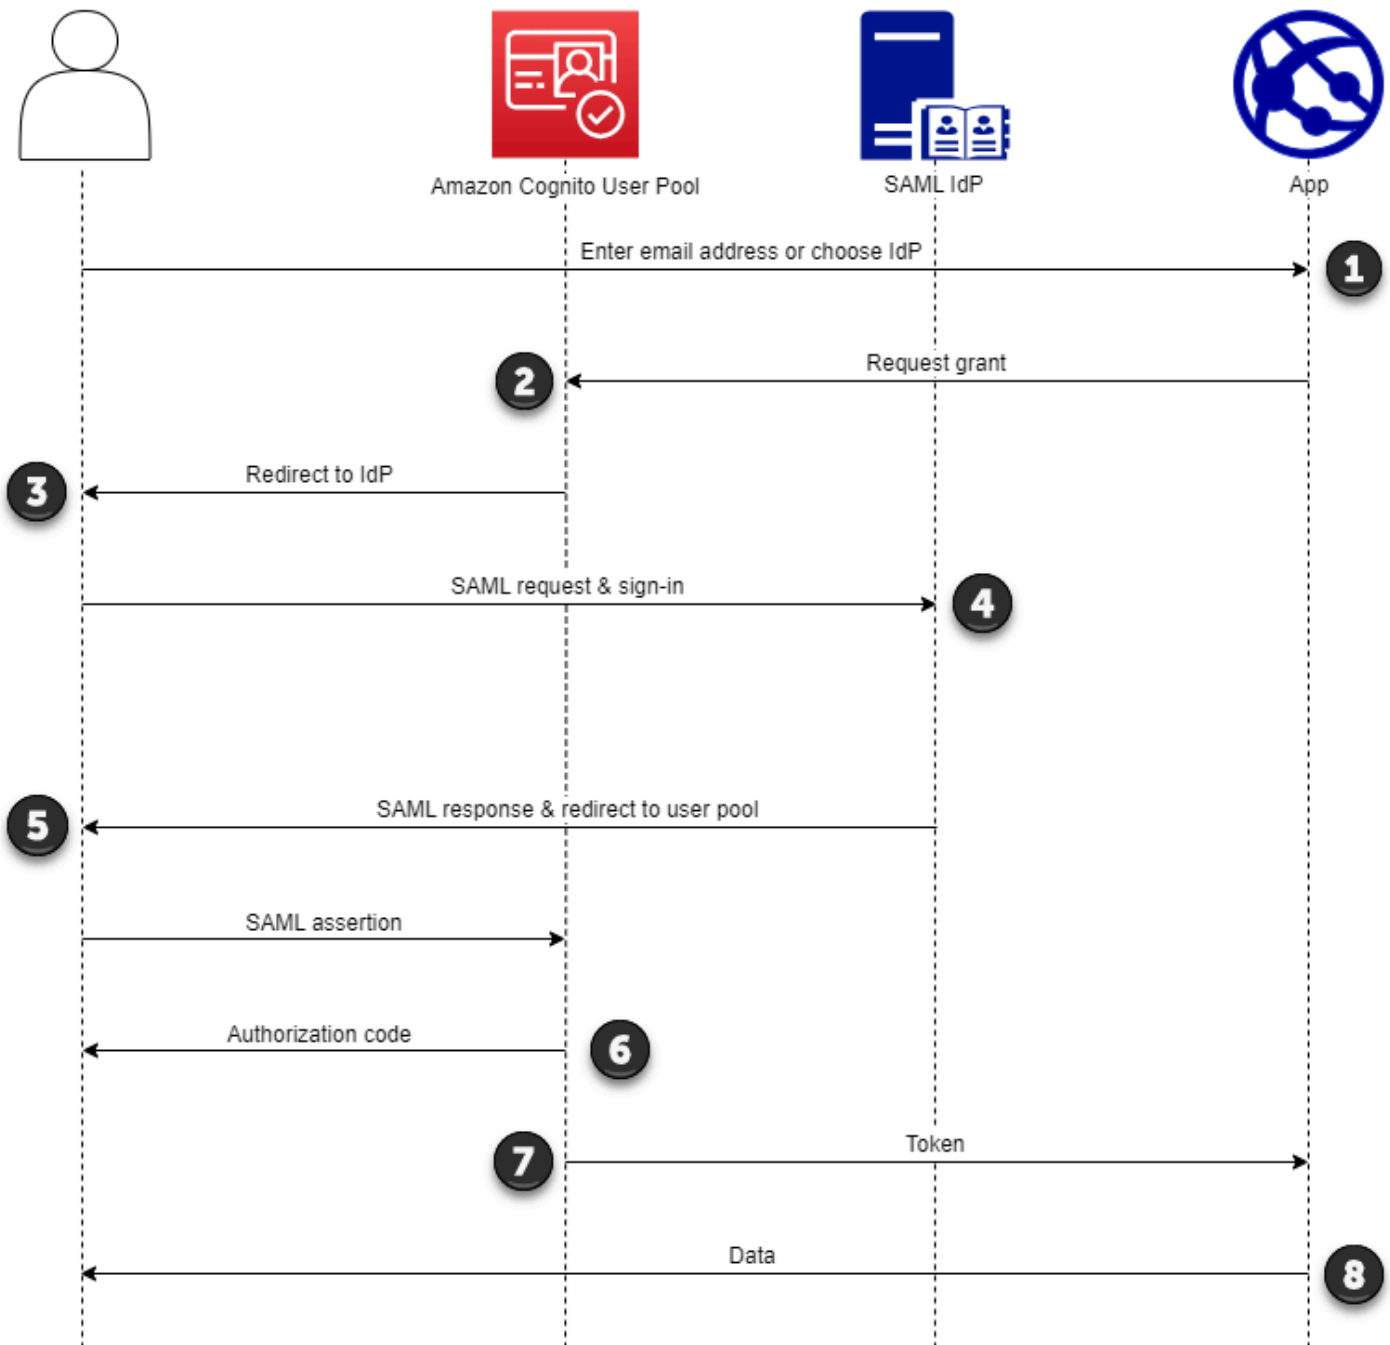 Amazon Cognito User Pool
SAML IdP
App
Enter email address or choose IdP
1
Request grant
2
Redirect to IdP
3
SAML request & sign-in
4
SAML response & redirect to user pool
5
SAML assertion
Authorization code
6
Token
7
Data
8